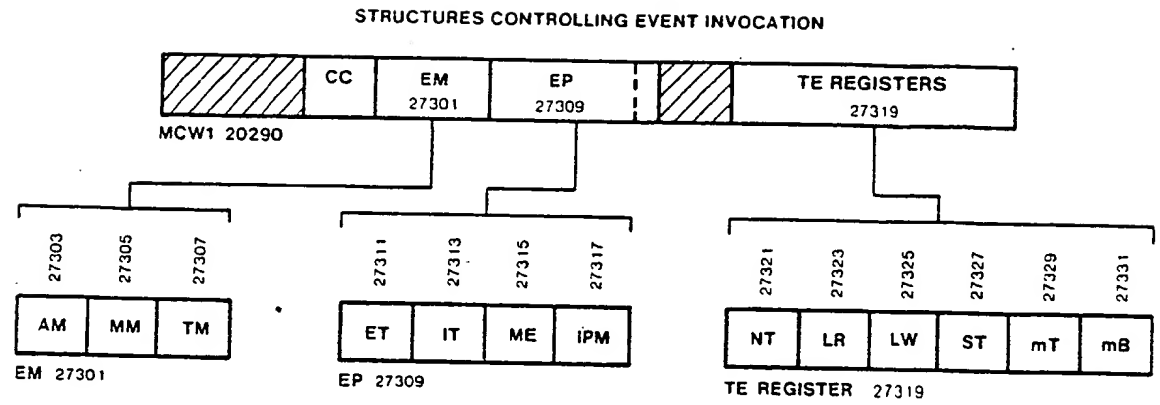 STRUCTURES CONTROLLING EVENT INVOCATION
CC EM EP TE REGISTERS
27301 27309 27319
MCW1 20290
27303 27305 27307 27311 27313 27315 27317 27321 27323 27325 27327 27329 27331
AM MM TM ET IT ME IPM NT LR LW ST mT mB
EM 27301 EP 27309 TE REGISTER 27319